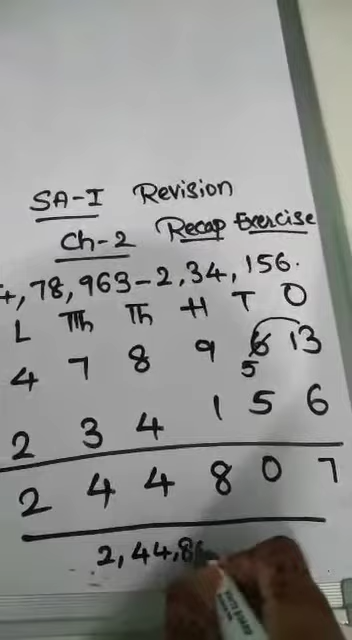 SA-I Revision
Ch-2 Recap Exercise
4,78,963-2,34,156.
L Tth Th H T O
4 7 8 9 6 13
5
2 3 4 1 5 6
2 4 4 8 0 7
2,44,8